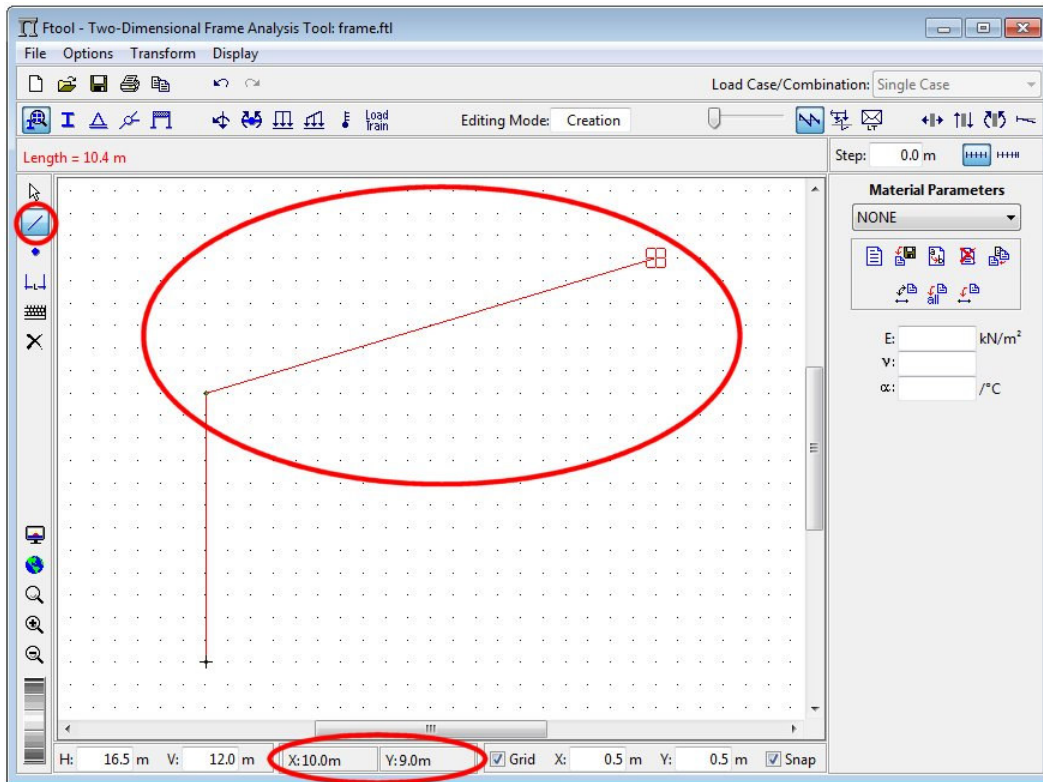 Ftool - Two-Dimensional Frame Analysis Tool: frame.ftl
File Options Transform Display
Load Case/Combination: Single Case
Load Train
Editing Mode: Creation
LT
Length = 10.4 m
Step: 0.0 m
Material Parameters
NONE
a b
all
E: kN/m²
ν:
α: /°C
L
H: 16.5 m V: 12.0 m X:10.0m Y:9.0m Grid X: 0.5 m Y: 0.5 m Snap